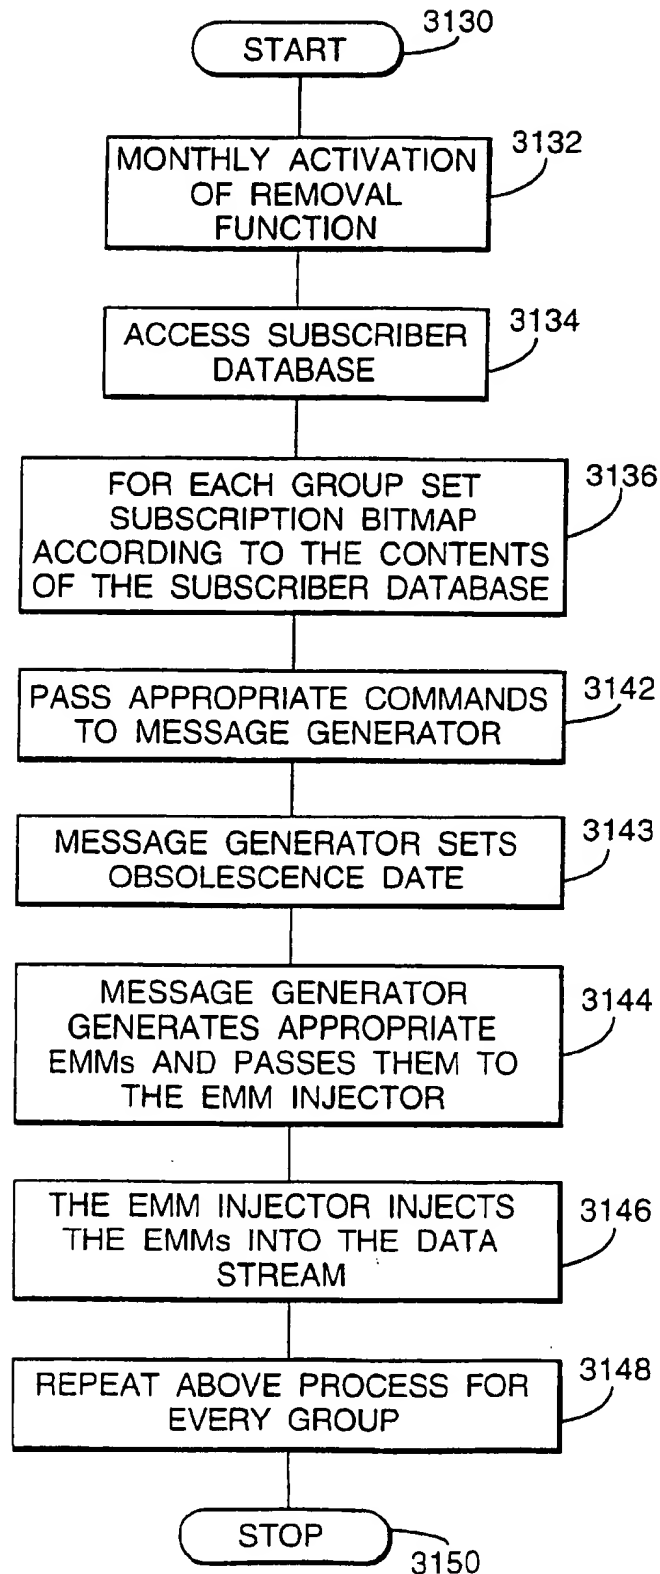 START
3130
MONTHLY ACTIVATION
OF REMOVAL
FUNCTION
3132
ACCESS SUBSCRIBER
DATABASE
3134
FOR EACH GROUP SET
SUBSCRIPTION BITMAP
ACCORDING TO THE CONTENTS
OF THE SUBSCRIBER DATABASE
3136
PASS APPROPRIATE COMMANDS
TO MESSAGE GENERATOR
3142
MESSAGE GENERATOR SETS
OBSOLESCENCE DATE
3143
MESSAGE GENERATOR
GENERATES APPROPRIATE
EMMs AND PASSES THEM TO
THE EMM INJECTOR
3144
THE EMM INJECTOR INJECTS
THE EMMs INTO THE DATA
STREAM
3146
REPEAT ABOVE PROCESS FOR
EVERY GROUP
3148
STOP
3150